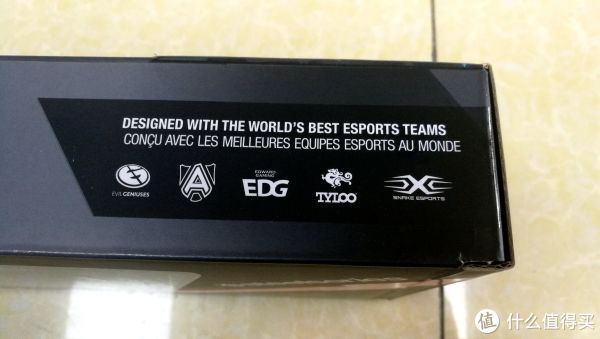 DESIGNED WITH THE WORLD'S BEST ESPORTS TEAMS
CONÇU AVEC LES MEILLEURES EQUIPES ESPORTS AU MONDE
EVIL GENIUSES
A
EDWARD GAMING
EDG
TYLOO
SNAKE ESPORTS
值 什么值得买